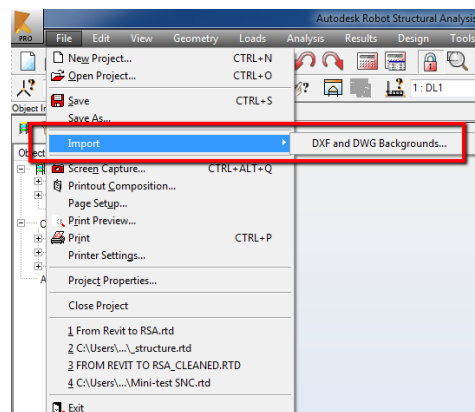 Autodesk Robot Structural Analysis
PRO
File Edit View Geometry Loads Analysis Results Design Tools
New Project... CTRL+N
Open Project... CTRL+O
Save CTRL+S
1 : DL1
Save As...
Object In
Import DXF and DWG Backgrounds...
Object
Screen Capture... CTRL+ALT+Q
Printout Composition...
Page Setup...
Print Preview...
Print CTRL+P
Printer Settings...
Project Properties...
Close Project
1 From Revit to RSA.rtd
2 C:\Users\...\_structure.rtd
3 FROM REVIT TO RSA_CLEANED.RTD
4 C:\Users\...\Mini-test SNC.rtd
Exit